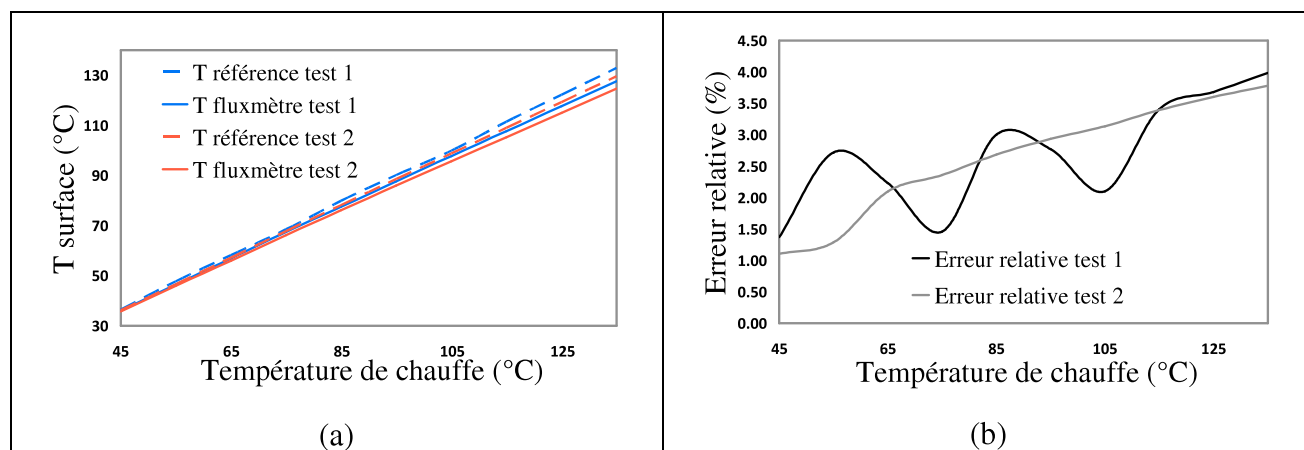 130
110
90
70
50
30
T surface (°C)
T référence test 1
T fluxmètre test 1
T référence test 2
T fluxmètre test 2
45 65 85 105 125
Température de chauffe (°C)
(a)
4.50
4.00
3.50
3.00
2.50
2.00
1.50
1.00
0.50
0.00
Erreur relative (%)
Erreur relative test 1
Erreur relative test 2
45 65 85 105 125
Température de chauffe (°C)
(b)